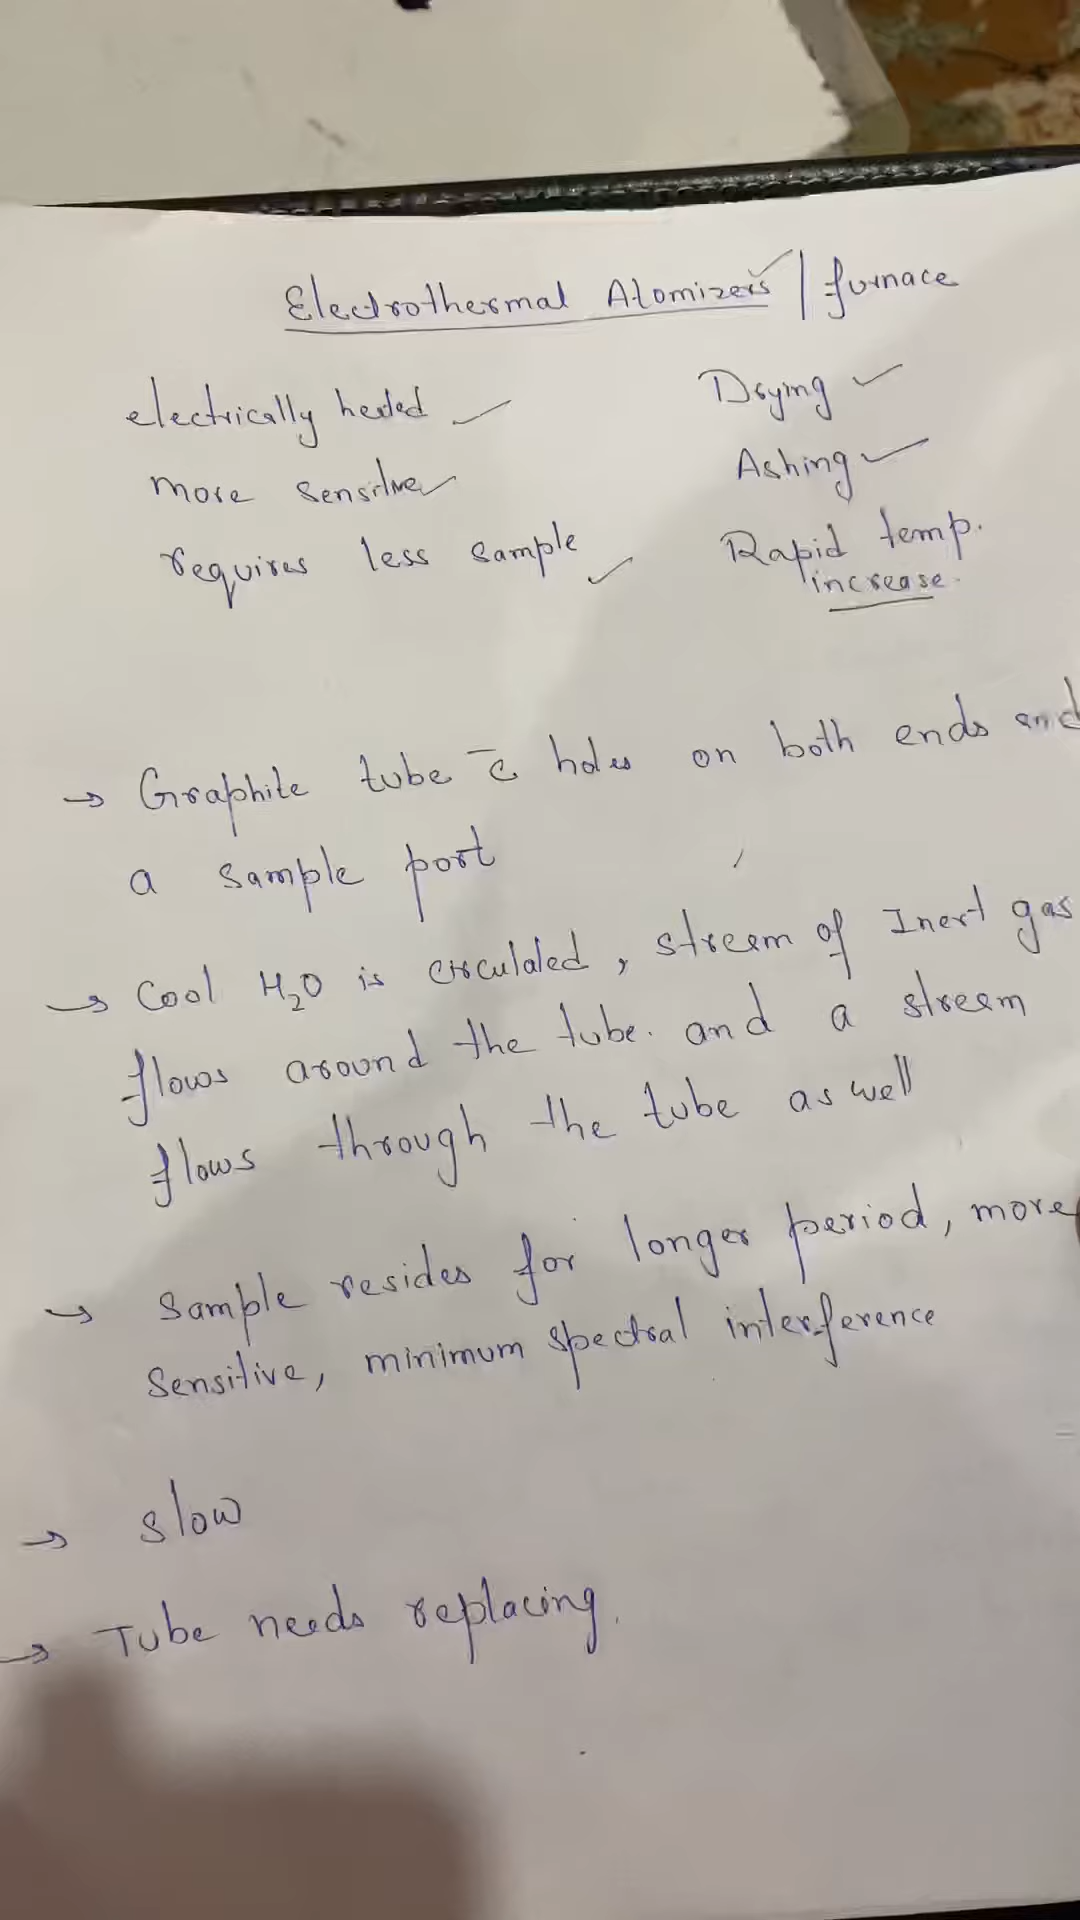 Electrothermal Atomizers / furnace
electrically heated
Drying
more sensitive
Ashing
requires less sample
Rapid temp.
increase.
→ Graphite tube c̄ holes on both ends and
a sample port
→ Cool H₂O is circulated, stream of Inert gas
flows around the tube. and a stream
flows through the tube as well
→ Sample resides for longer period, more
Sensitive, minimum spectral interference
→ slow
→ Tube needs replacing.